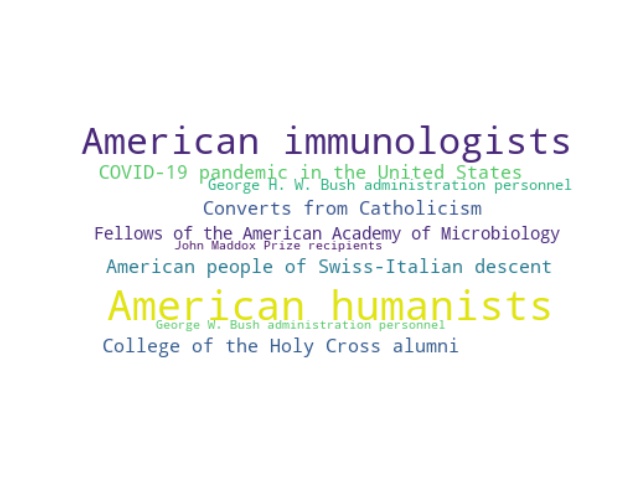 American immunologists
COVID-19 pandemic in the United States
George H. W. Bush administration personnel
Converts from Catholicism
Fellows of the American Academy of Microbiology
John Maddox Prize recipients
American people of Swiss-Italian descent
American humanists
George W. Bush administration personnel
College of the Holy Cross alumni